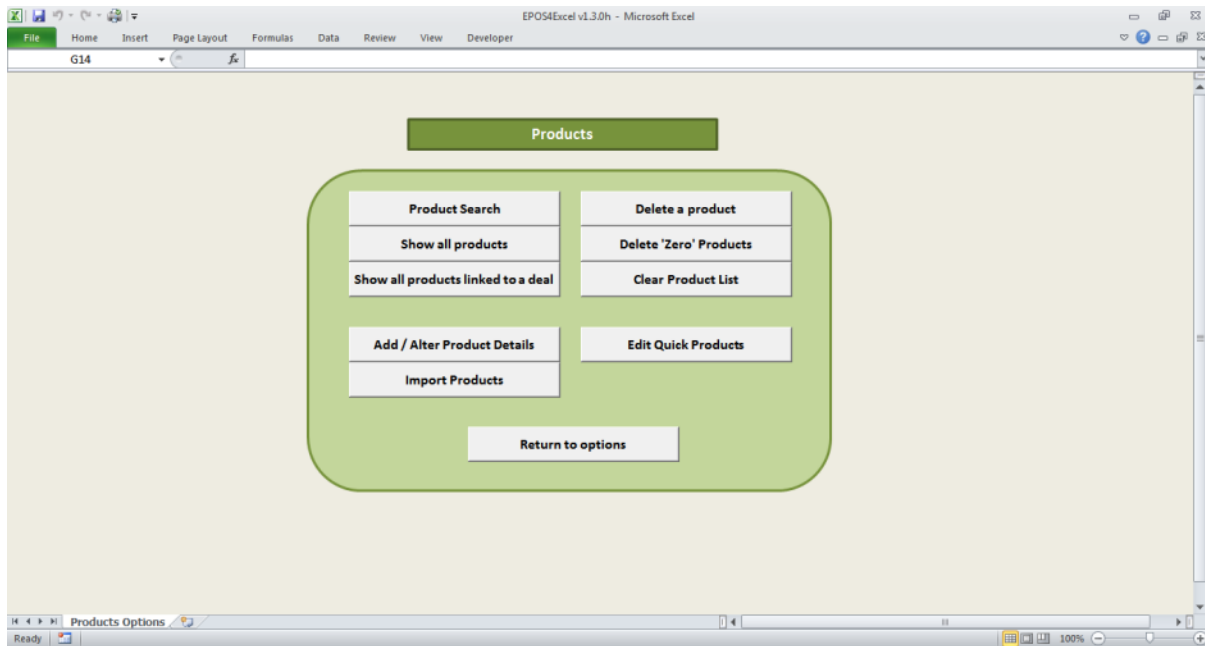 EPOS4Excel v1.3.0h - Microsoft Excel
File Home Insert Page Layout Formulas Data Review View Developer
G14 fx
Products
Product Search Delete a product
Show all products Delete 'Zero' Products
Show all products linked to a deal Clear Product List
Add / Alter Product Details Edit Quick Products
Import Products
Return to options
Products Options
Ready 100%